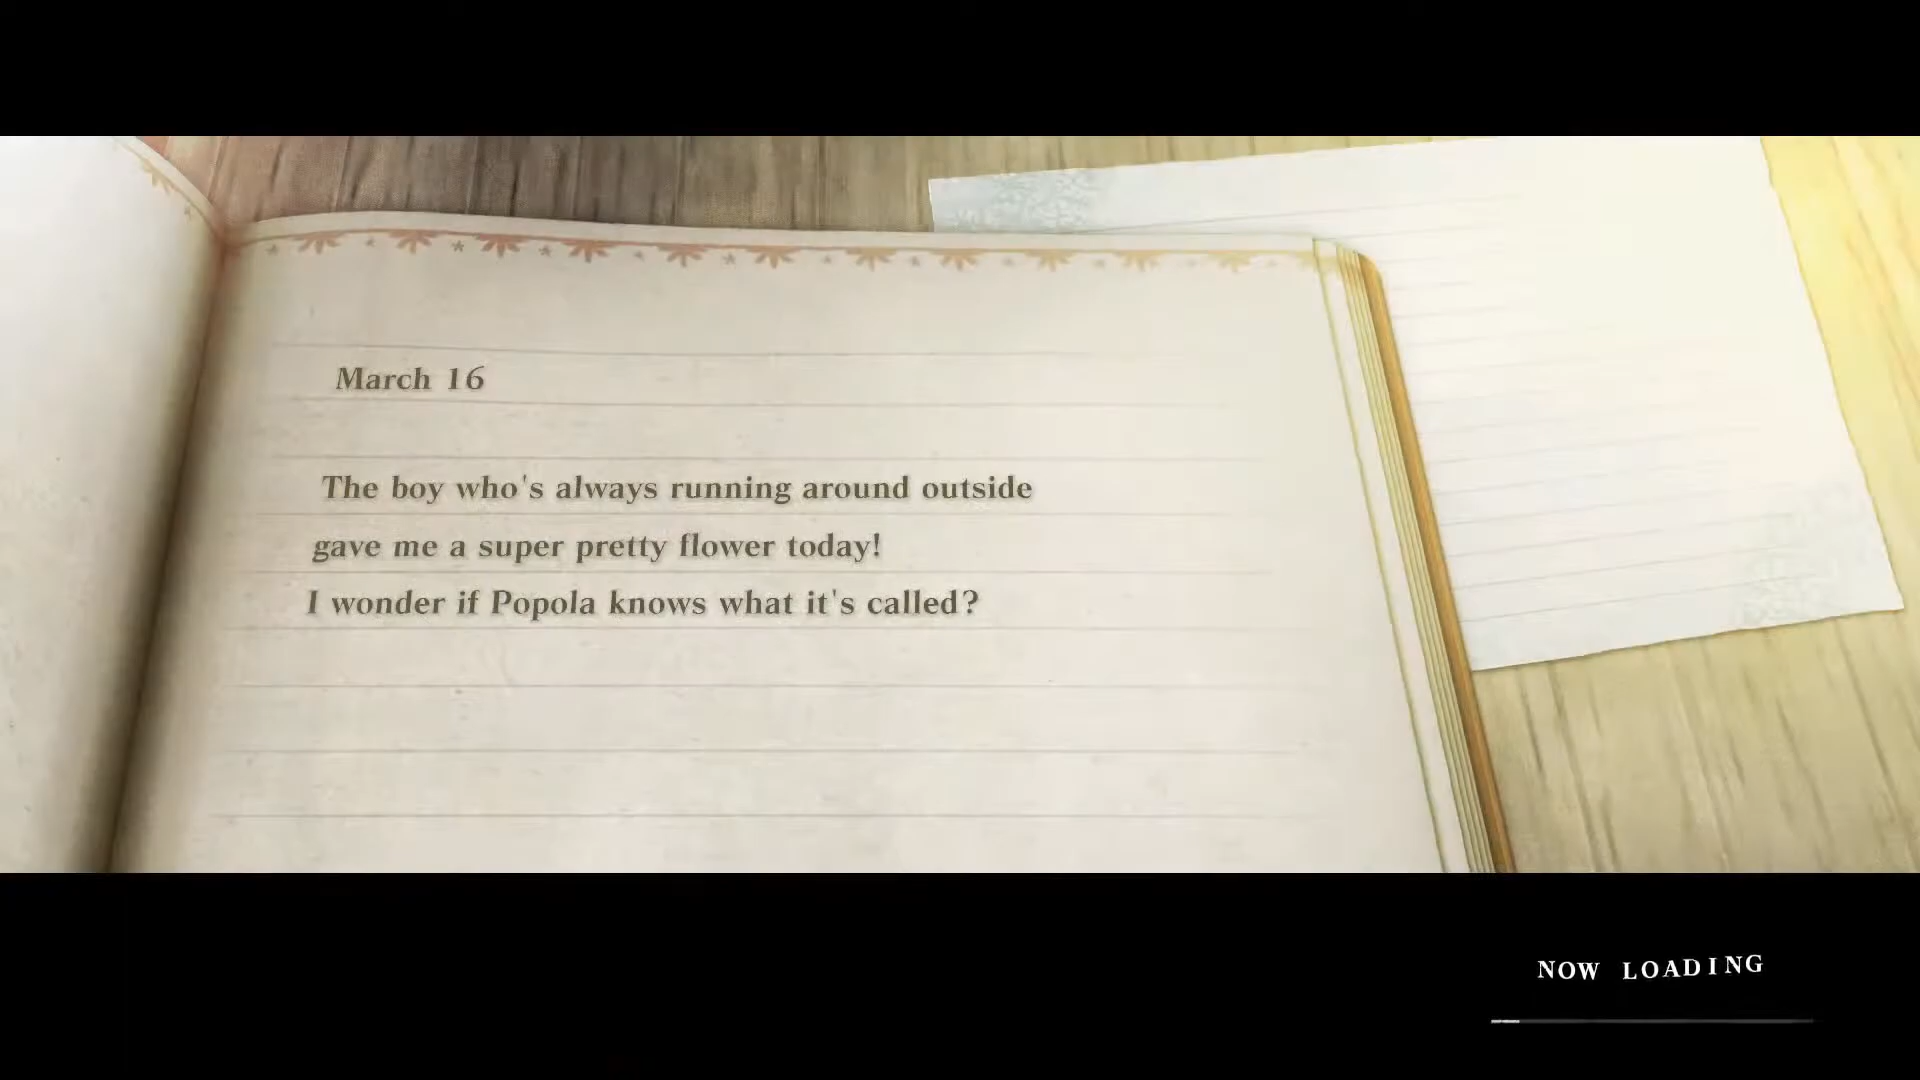 March 16
The boy who's always running around outside
gave me a super pretty flower today!
I wonder if Popola knows what it's called?
NOW LOADING